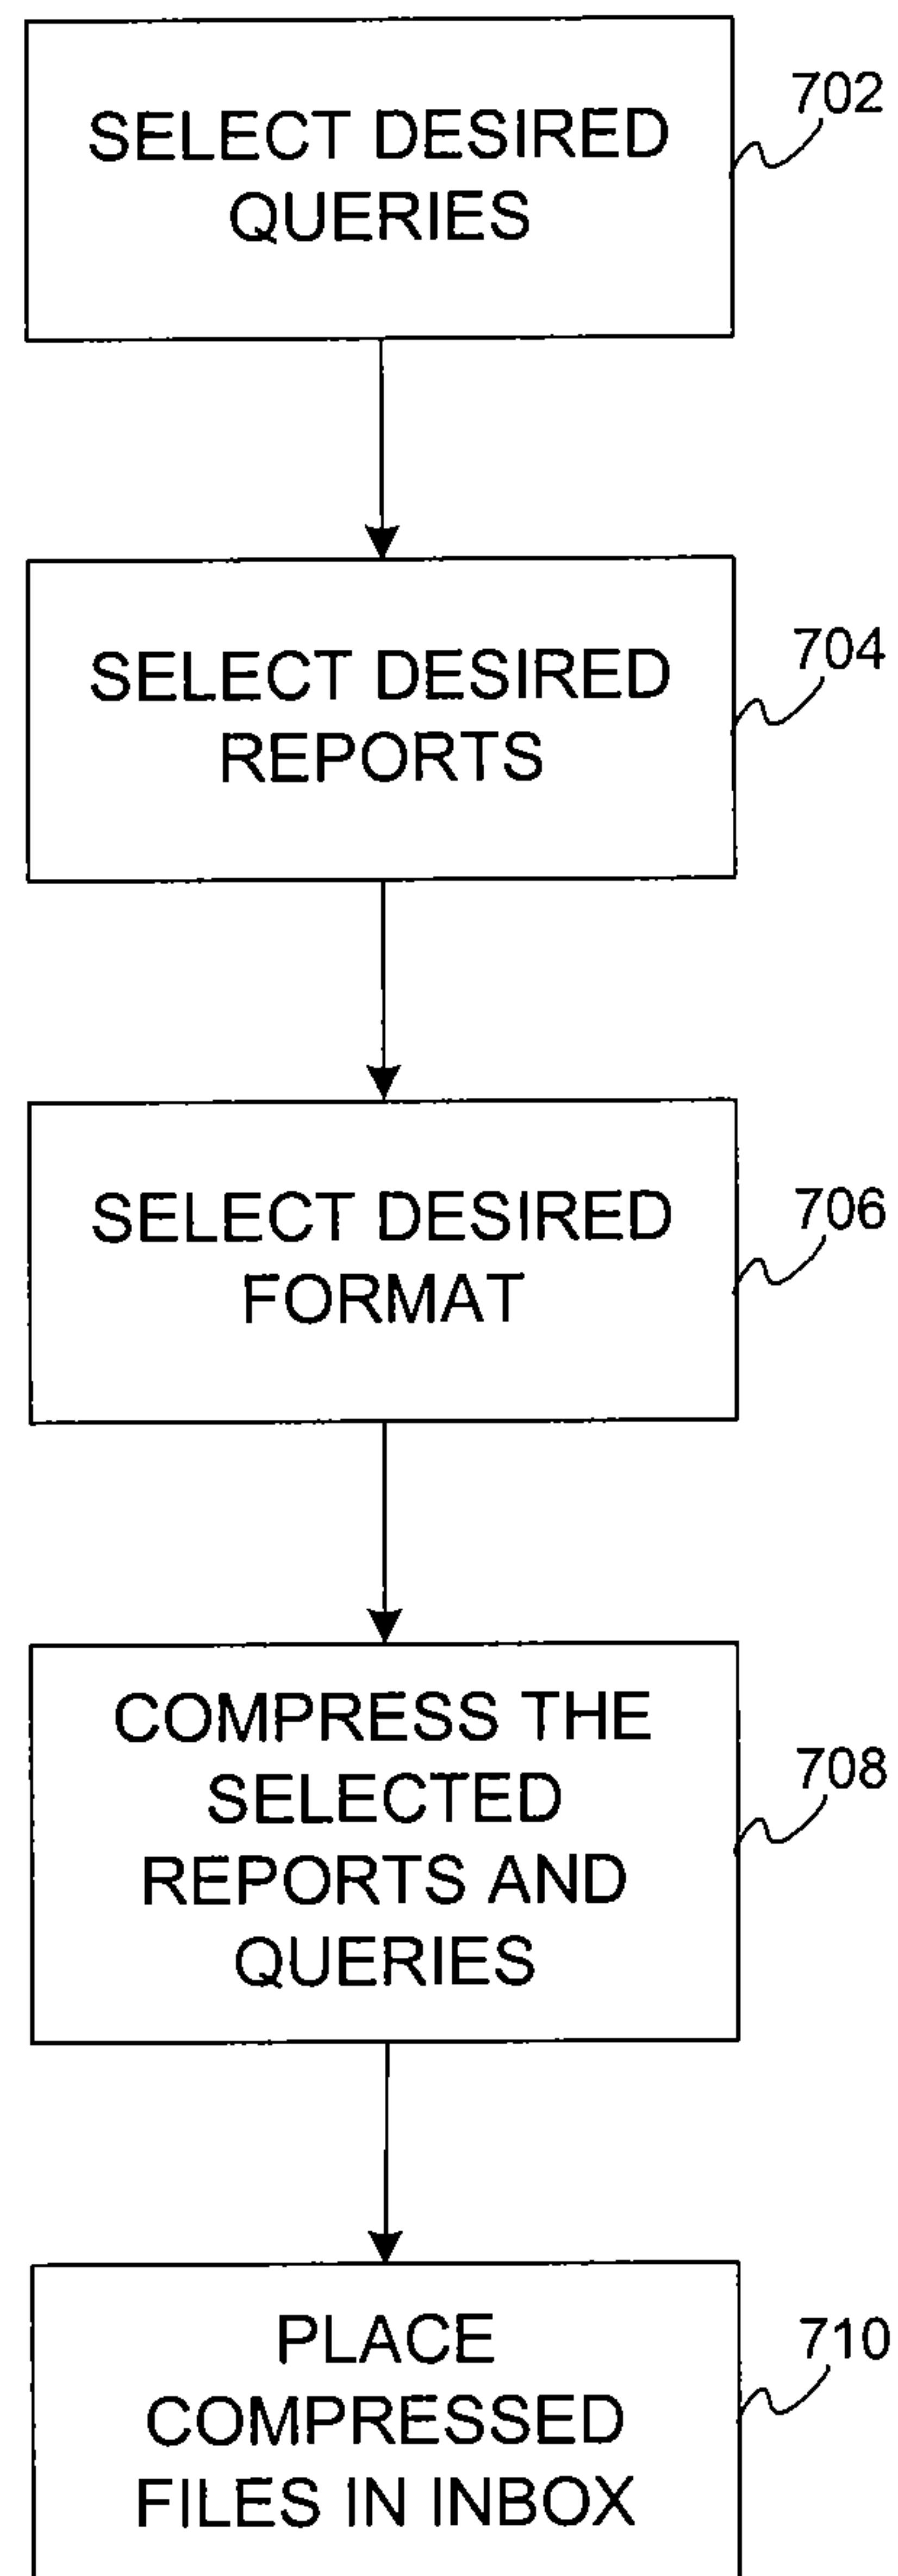 SELECT DESIRED
QUERIES
702
SELECT DESIRED
REPORTS
704
SELECT DESIRED
FORMAT
706
COMPRESS THE
SELECTED
REPORTS AND
QUERIES
708
PLACE
COMPRESSED
FILES IN INBOX
710